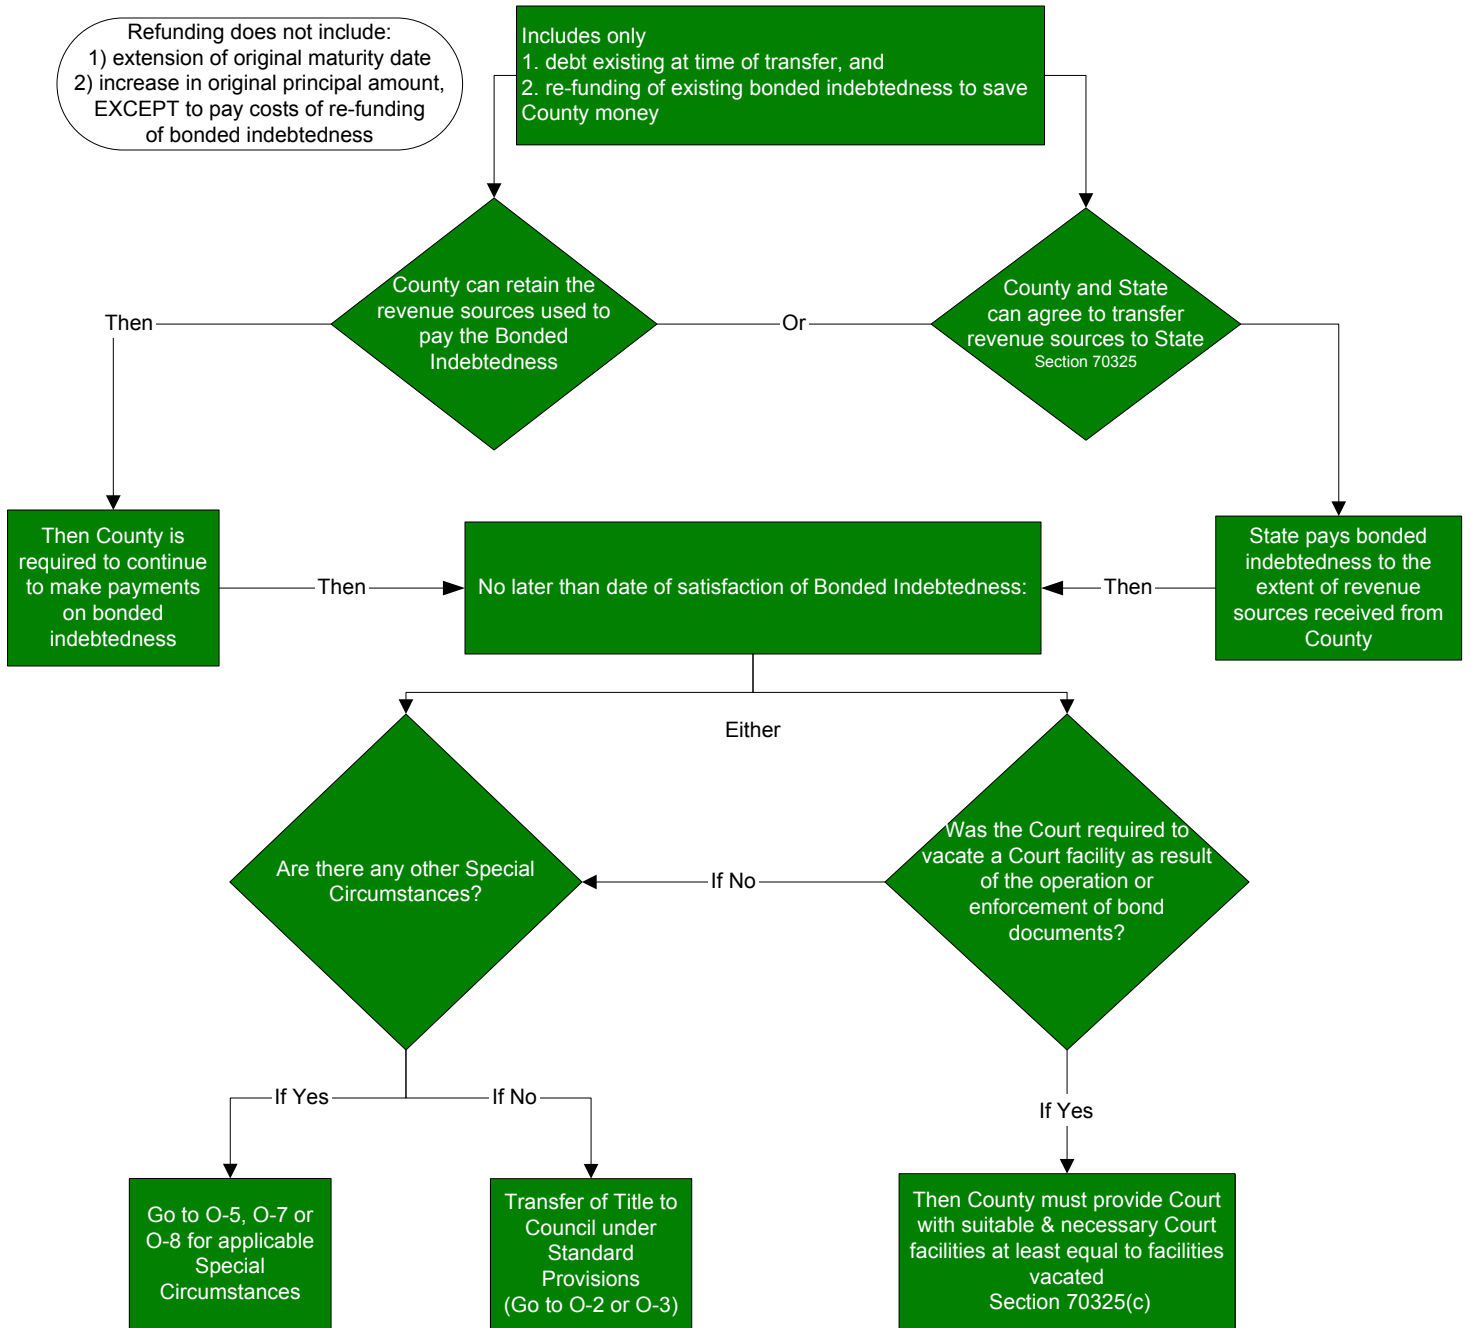 Refunding does not include:
1) extension of original maturity date
2) increase in original principal amount,
EXCEPT to pay costs of re-funding
of bonded indebtedness
Includes only
1. debt existing at time of transfer, and
2. re-funding of existing bonded indebtedness to save
County money
Then
County can retain the
revenue sources used to
pay the Bonded
Indebtedness
Or
County and State
can agree to transfer
revenue sources to State
Section 70325
Then County is
required to continue
to make payments
on bonded
indebtedness
Then
No later than date of satisfaction of Bonded Indebtedness:
Then
State pays bonded
indebtedness to the
extent of revenue
sources received from
County
Either
Are there any other Special
Circumstances?
If No
Was the Court required to
vacate a Court facility as result
of the operation or
enforcement of bond
documents?
If Yes
If No
If Yes
Go to O-5, O-7 or
O-8 for applicable
Special
Circumstances
Transfer of Title to
Council under
Standard
Provisions
(Go to O-2 or O-3)
Then County must provide Court
with suitable & necessary Court
facilities at least equal to facilities
vacated
Section 70325(c)